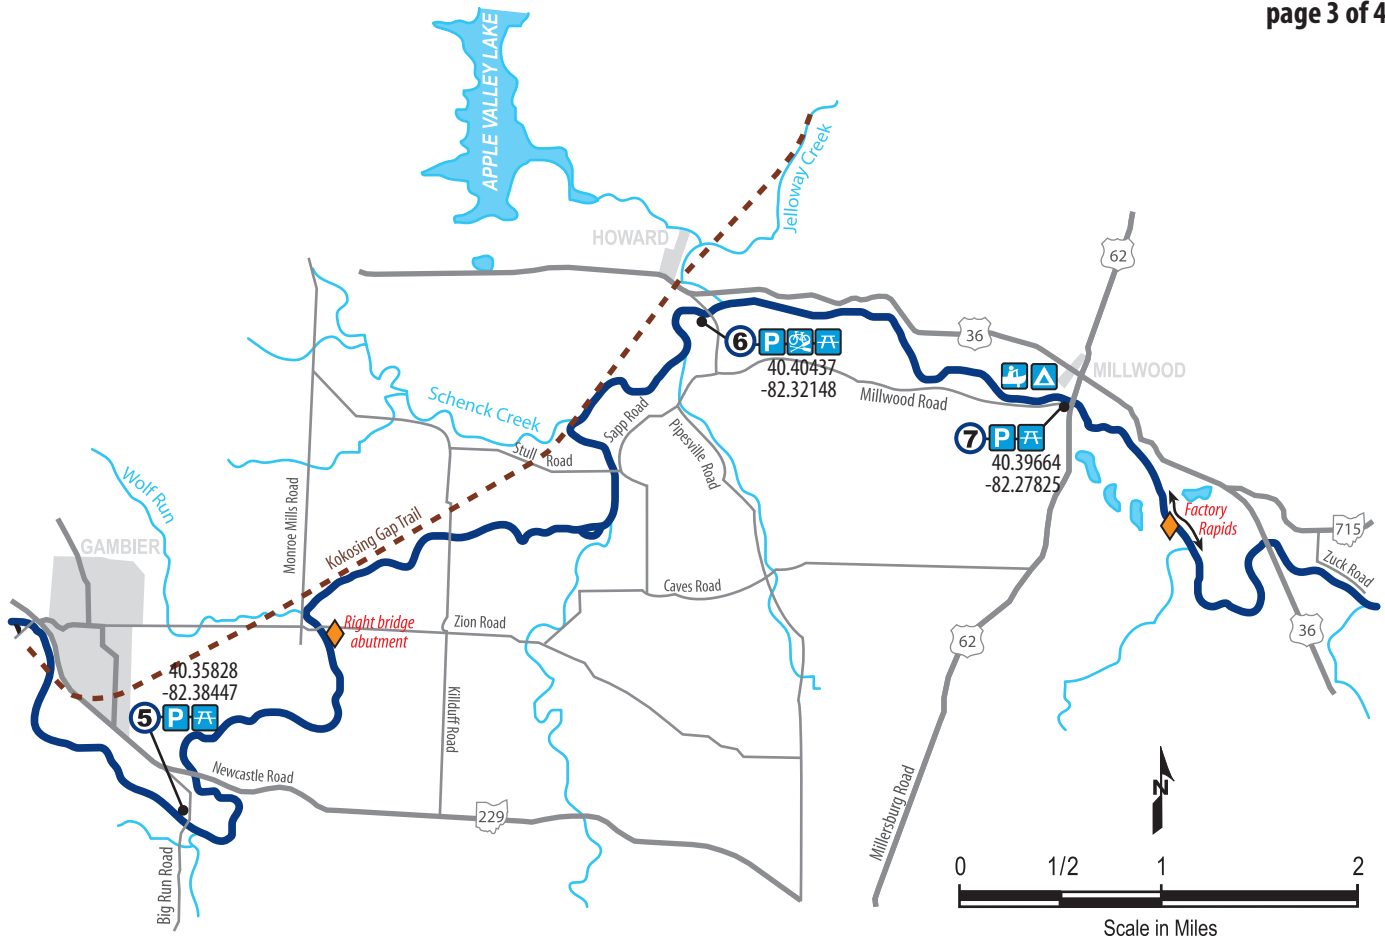 page 3 of 4
APPLE VALLEY LAKE
Jelloway Creek
HOWARD
62
36
6
P
40.40437
-82.32148
MILLWOOD
Millwood Road
Schenck Creek
Sapp Road
Stull Road
Pipesville Road
7
P
40.39664
-82.27825
Wolf Run
Monroe Mills Road
Kokosing Gap Trail
Factory
Rapids
715
Zuck Road
GAMBIER
Caves Road
Right bridge
abutment
Zion Road
62
36
40.35828
-82.38447
5
P
Killduff Road
Newcastle Road
229
Millersburg Road
Big Run Road
N
0 1/2 1 2
Scale in Miles